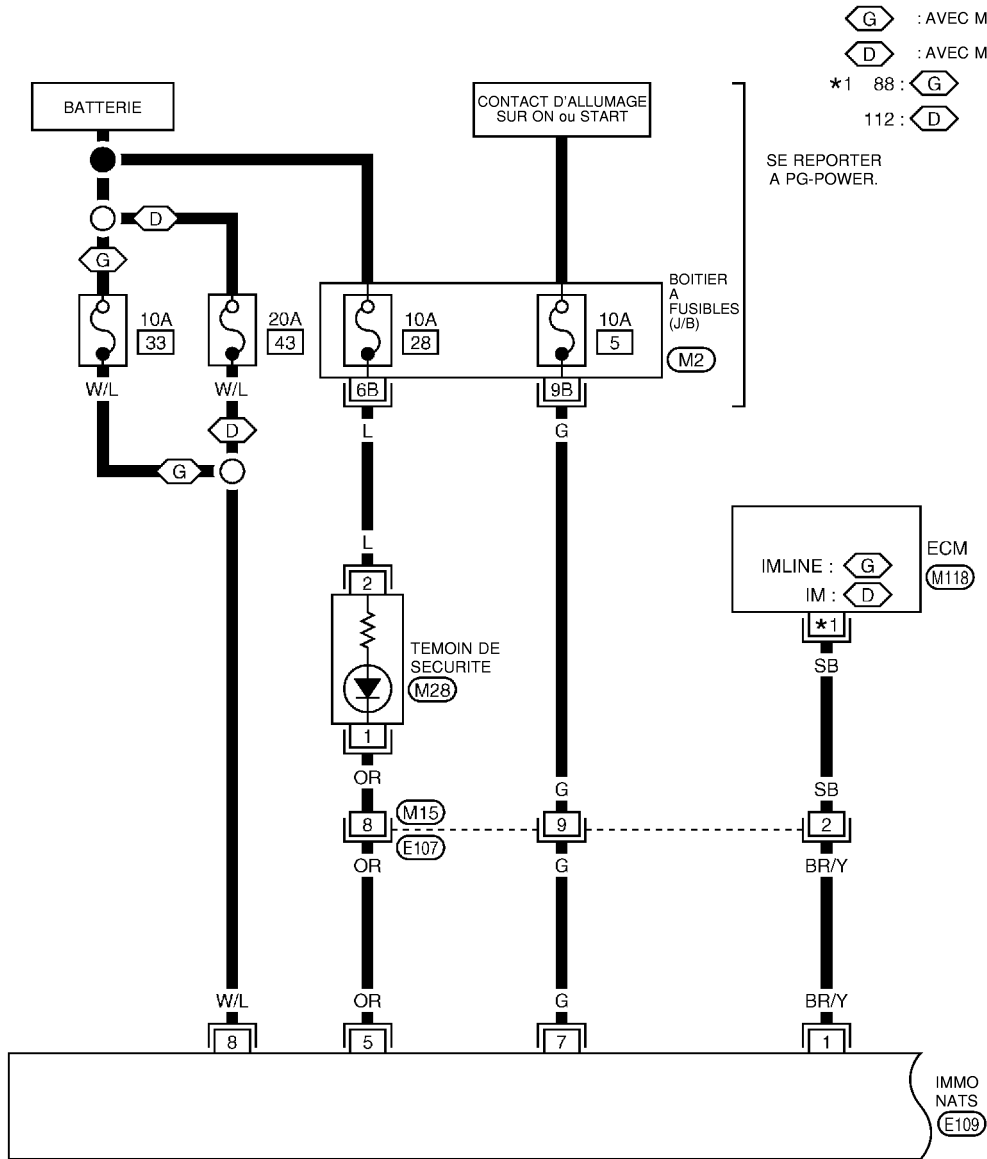 G : AVEC M
D : AVEC M
*1 88 : G
112 : D
BATTERIE
CONTACT D'ALLUMAGE
SUR ON ou START
SE REPORTER
A PG-POWER.
D
G
10A
33
20A
43
10A
28
10A
5
BOITIER
A
FUSIBLES
(J/B)
M2
W/L
W/L
6B
9B
D
L
G
G
L
2
TEMOIN DE
SECURITE
M28
1
OR
IMLINE : G
IM : D
ECM
M118
*1
SB
G
SB
8
M15
9
2
E107
OR
G
BR/Y
W/L
OR
G
BR/Y
8
5
7
1
IMMO
NATS
E109